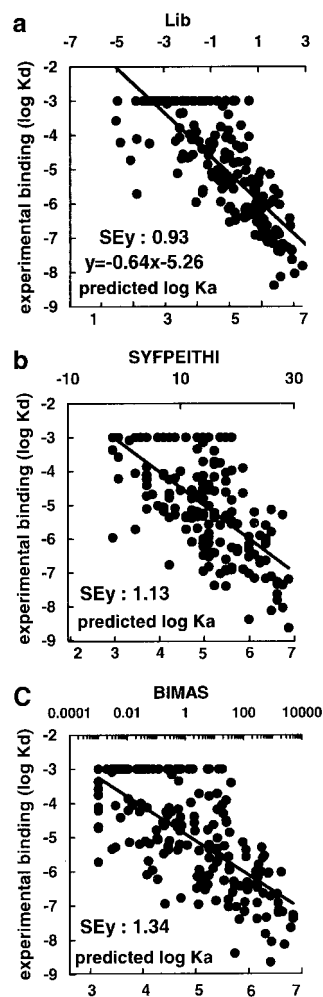 a
Lib
-7 -5 -3 -1 1 3
experimental binding (log Kd)
-2
-3
-4
-5
-6
-7
-8
-9
SEy : 0.93
y=-0.64x-5.26
predicted log Ka
1 3 5 7
b
SYFPEITHI
-10 10 30
experimental binding (log Kd)
-2
-3
-4
-5
-6
-7
-8
-9
SEy : 1.13
predicted log Ka
2 3 4 5 6 7
C
BIMAS
0.0001 0.01 1 100 10000
experimental binding (log Kd)
-2
-3
-4
-5
-6
-7
-8
-9
SEy : 1.34
predicted log Ka
3 4 5 6 7